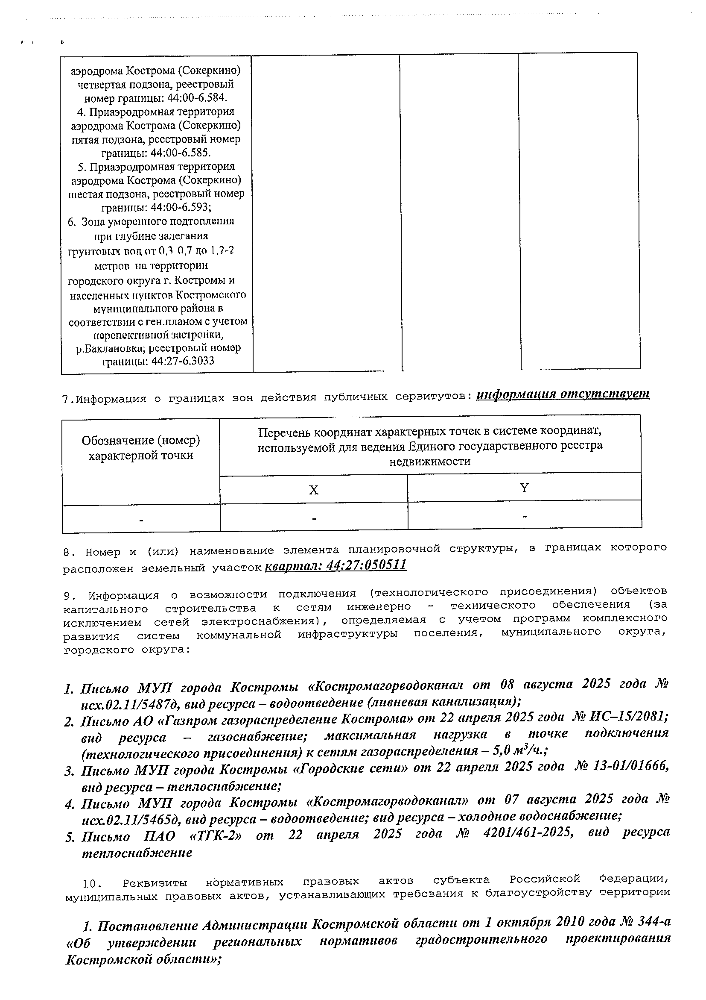 аэродрома Кострома (Сокеркино)
четвертая подзона, реестровый
номер границы: 44:00-6.584.
4. Приаэродромная территория
аэродрома Кострома (Сокеркино)
пятая подзона, реестровый номер
границы: 44:00-6.585.
5. Приаэродромная территория
аэродрома Кострома (Сокеркино)
шестая подзона, реестровый номер
границы: 44:00-6.593;
6. Зона умеренного подтопления
при глубине залегания
грунтовых вод от 0,3-0,7 до 1,2-2
метров на территории
городского округа г. Костромы и
населенных пунктов Костромского
муниципального района в
соответствии с ген.планом с учетом
перспективной застройки,
р.Баклановка; реестровый номер
границы: 44:27-6.3033
7.Информация о границах зон действия публичных сервитутов: информация отсутствует
Обозначение (номер)
характерной точки
Перечень координат характерных точек в системе координат,
используемой для ведения Единого государственного реестра
недвижимости
X
Y
-
-
-
8. Номер и (или) наименование элемента планировочной структуры, в границах которого
расположен земельный участок квартал: 44:27:050511
9. Информация о возможности подключения (технологического присоединения) объектов
капитального строительства к сетям инженерно - технического обеспечения (за
исключением сетей электроснабжения), определяемая с учетом программ комплексного
развития систем коммунальной инфраструктуры поселения, муниципального округа,
городского округа:
1. Письмо МУП города Костромы «Костромагорводоканал от 08 августа 2025 года №
исх.02.11/5487д, вид ресурса – водоотведение (ливневая канализация);
2. Письмо АО «Газпром газораспределение Кострома» от 22 апреля 2025 года № ИС–15/2081;
вид ресурса – газоснабжение; максимальная нагрузка в точке подключения
(технологического присоединения) к сетям газораспределения – 5,0 м³/ч.;
3. Письмо МУП города Костромы «Городские сети» от 22 апреля 2025 года № 13-01/01666,
вид ресурса – теплоснабжение;
4. Письмо МУП города Костромы «Костромагорводоканал» от 07 августа 2025 года №
исх.02.11/5465д, вид ресурса – водоотведение; вид ресурса – холодное водоснабжение;
5. Письмо ПАО «ТГК-2» от 22 апреля 2025 года № 4201/461-2025, вид ресурса
теплоснабжение
10. Реквизиты нормативных правовых актов субъекта Российской Федерации,
муниципальных правовых актов, устанавливающих требования к благоустройству территории
1. Постановление Администрации Костромской области от 1 октября 2010 года № 344-а
«Об утверждении региональных нормативов градостроительного проектирования
Костромской области»;